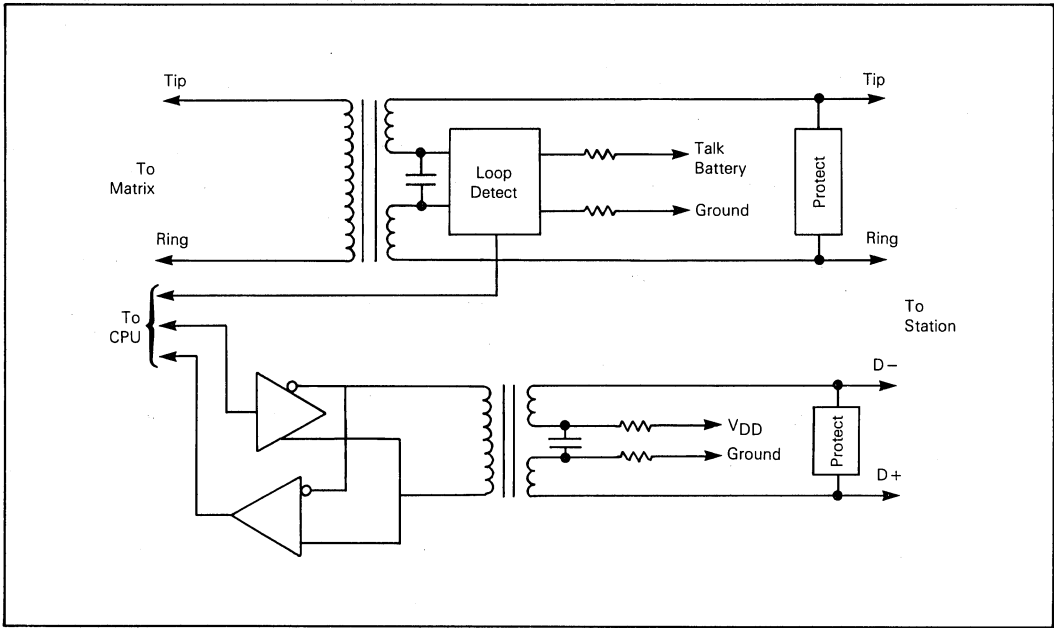 Tip
Tip
To
Matrix
Loop
Detect
Talk
Battery
Ground
Protect
Ring
Ring
To
CPU
To
Station
D−
VDD
Ground
Protect
D+